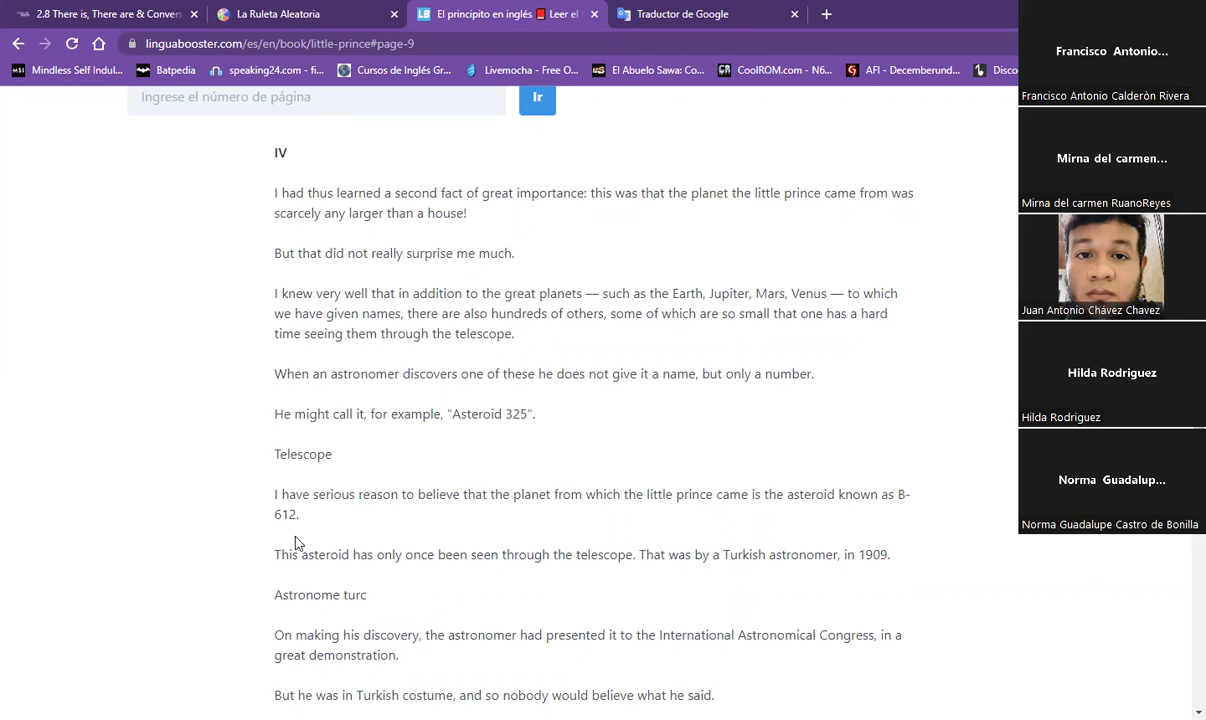 2.8 There is, There are & Conver
La Ruleta Aleatoria
El principito en inglés 📕 Leer el
Traductor de Google
linguabooster.com/es/en/book/little-prince#page-9
Mindless Self Indul...
Batpedia
speaking24.com - fi...
Cursos de Inglés Gr...
Livemocha - Free O...
El Abuelo Sawa: Co...
CoolROM.com - N6...
AFI - Decemberund...
Disco
Ingrese el número de página
Ir
IV
I had thus learned a second fact of great importance: this was that the planet the little prince came from was
scarcely any larger than a house!
But that did not really surprise me much.
I knew very well that in addition to the great planets — such as the Earth, Jupiter, Mars, Venus — to which
we have given names, there are also hundreds of others, some of which are so small that one has a hard
time seeing them through the telescope.
When an astronomer discovers one of these he does not give it a name, but only a number.
He might call it, for example, "Asteroid 325".
Telescope
I have serious reason to believe that the planet from which the little prince came is the asteroid known as B-
612.
This asteroid has only once been seen through the telescope. That was by a Turkish astronomer, in 1909.
Astronome turc
On making his discovery, the astronomer had presented it to the International Astronomical Congress, in a
great demonstration.
But he was in Turkish costume, and so nobody would believe what he said.
Francisco Antonio...
Francisco Antonio Calderòn Rivera
Mirna del carmen...
Mirna del carmen RuanoReyes
Juan Antonio Chávez Chavez
Hilda Rodriguez
Hilda Rodriguez
Norma Guadalup...
Norma Guadalupe Castro de Bonilla